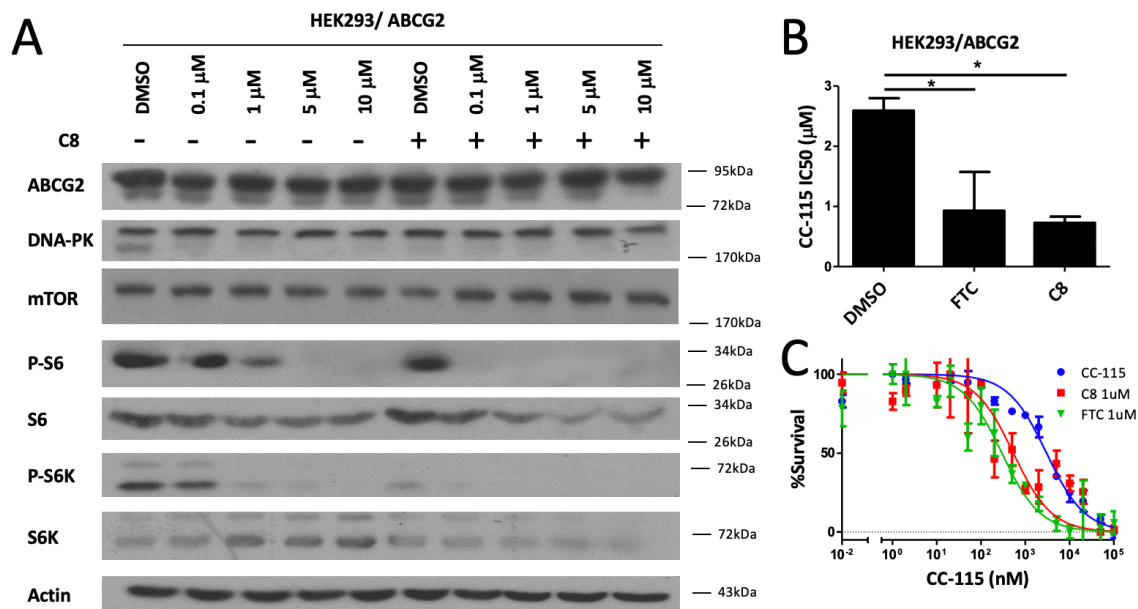 A
HEK293/ ABCG2
DMSO 0.1 μM 1 μM 5 μM 10 μM DMSO 0.1 μM 1 μM 5 μM 10 μM
C8 - - - - - + + + + +
ABCG2 95kDa
72kDa
DNA-PK
170kDa
mTOR
170kDa
P-S6 34kDa
26kDa
S6 34kDa
26kDa
P-S6K 72kDa
S6K 72kDa
Actin 43kDa
B
HEK293/ABCG2
* *
CC-115 IC50 (μM)
3
2
1
0
DMSO FTC C8
C
CC-115
C8 1uM
FTC 1uM
%Survival
100
50
0
10⁻² 10⁰ 10¹ 10² 10³ 10⁴ 10⁵
CC-115 (nM)